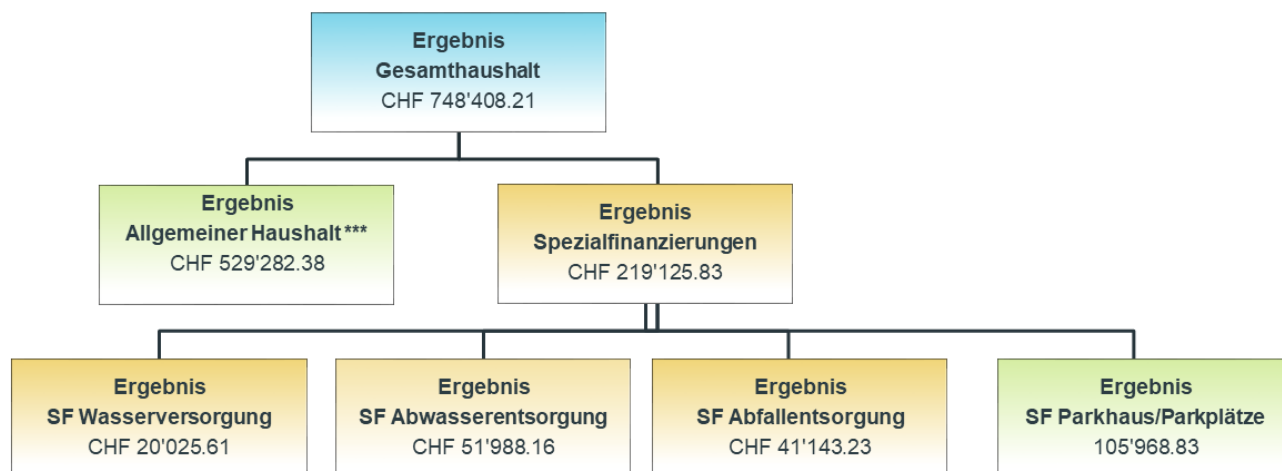 Ergebnis
Gesamthaushalt
CHF 748'408.21
Ergebnis
Allgemeiner Haushalt ***
CHF 529'282.38
Ergebnis
Spezialfinanzierungen
CHF 219'125.83
Ergebnis
SF Wasserversorgung
CHF 20'025.61
Ergebnis
SF Abwasserentsorgung
CHF 51'988.16
Ergebnis
SF Abfallentsorgung
CHF 41'143.23
Ergebnis
SF Parkhaus/Parkplätze
105'968.83